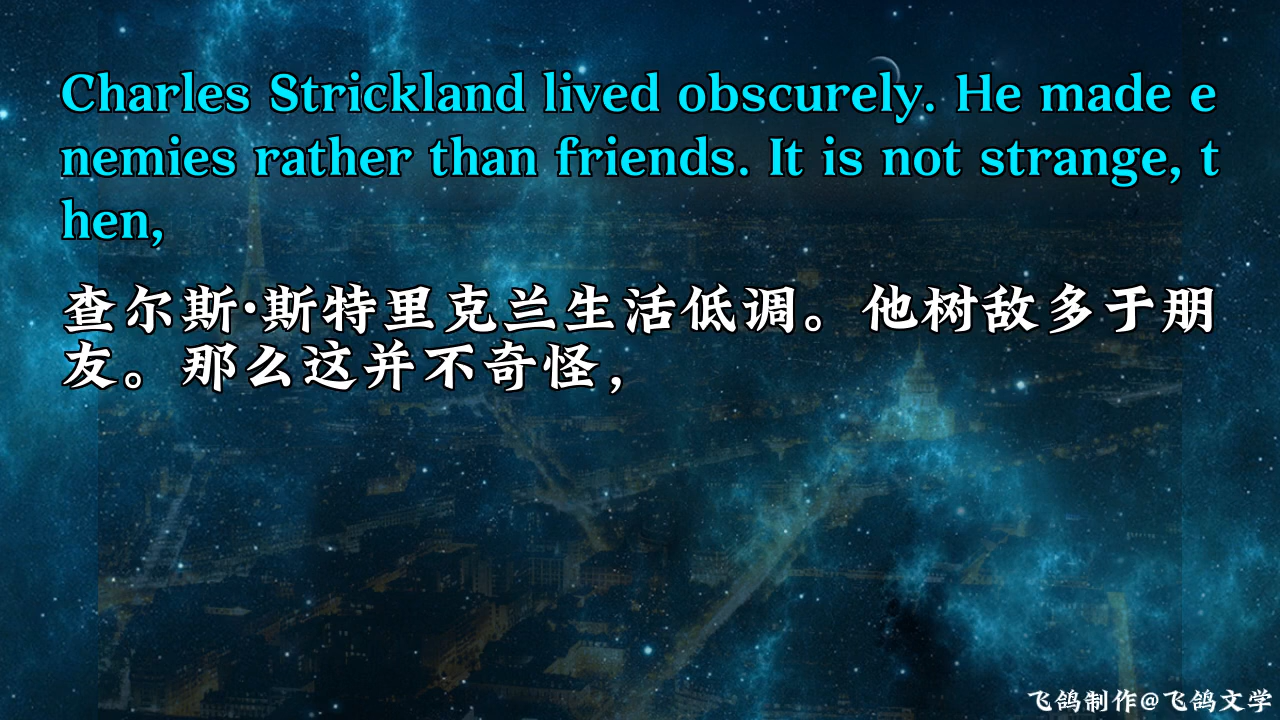 Charles Strickland lived obscurely. He made e
nemies rather than friends. It is not strange, t
hen,
查尔斯·斯特里克兰生活低调。他树敌多于朋
友。那么这并不奇怪，
飞鸽制作@飞鸽文学